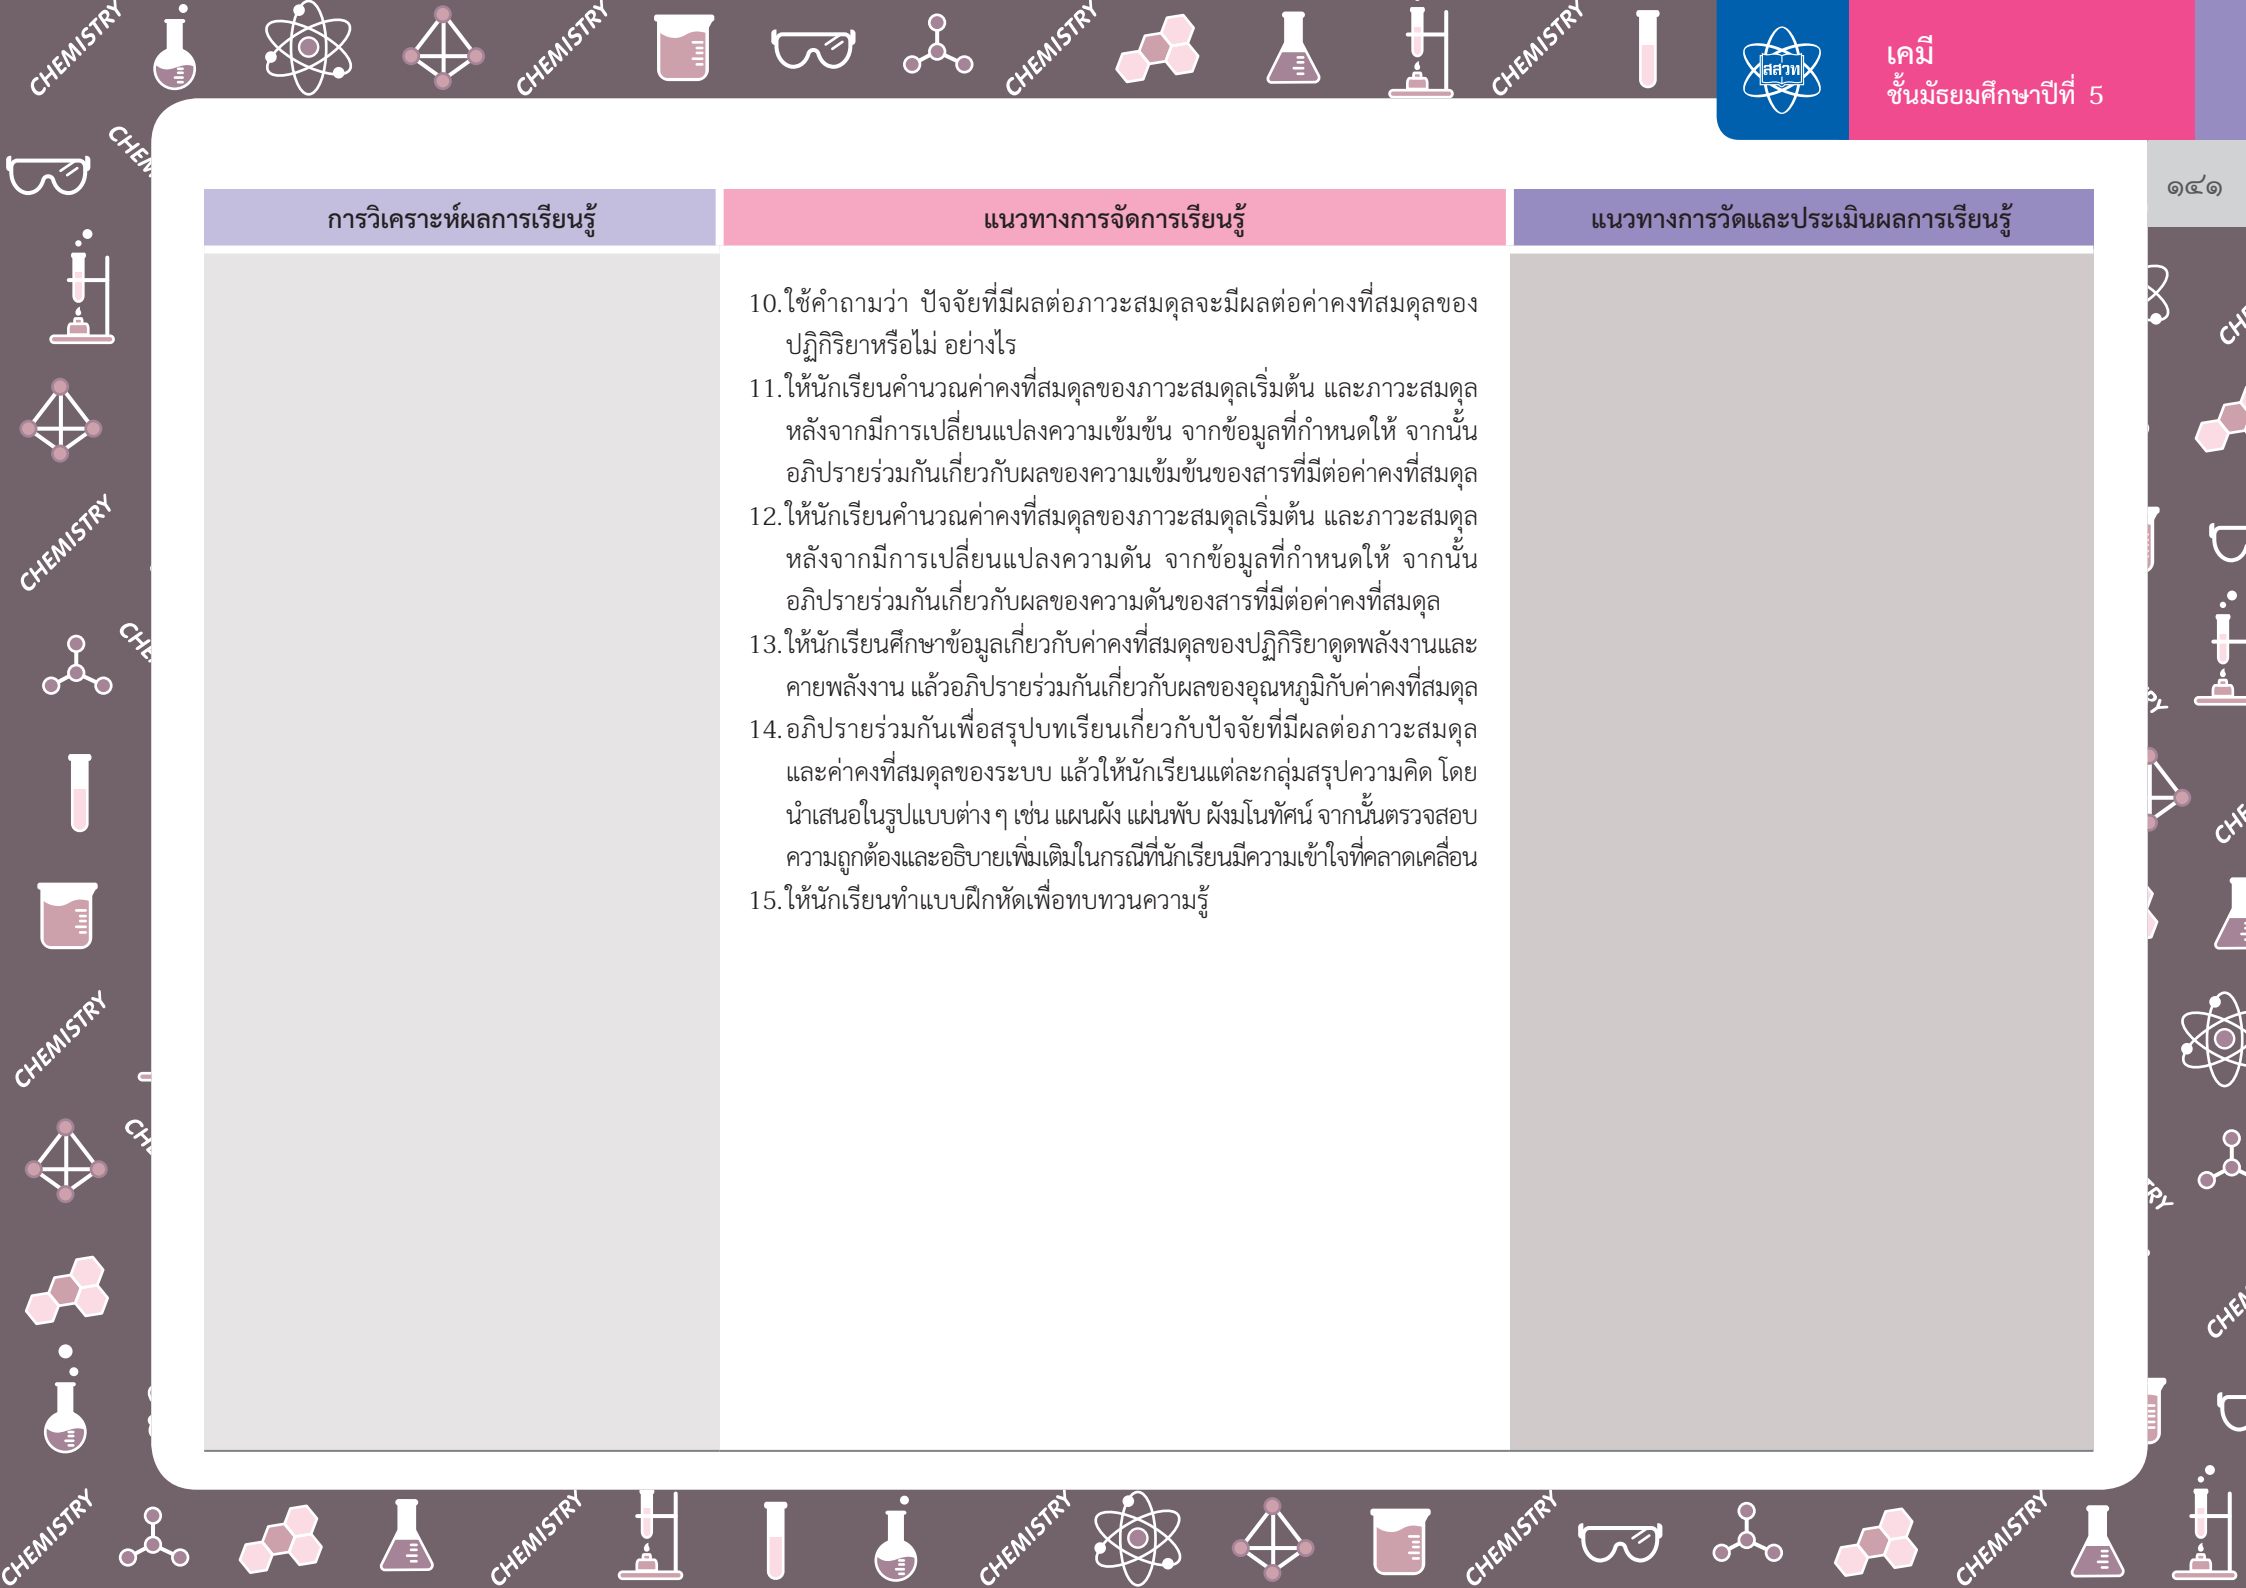 CHEMISTRY CHEMISTRY CHEMISTRY CHEMISTRY
สสวท
เคมี
ชั้นมัธยมศึกษาปีที่ 5
๑๔๑
การวิเคราะห์ผลการเรียนรู้
แนวทางการจัดการเรียนรู้
แนวทางการวัดและประเมินผลการเรียนรู้
10. ใช้คำถามว่า ปัจจัยที่มีผลต่อภาวะสมดุลจะมีผลต่อค่าคงที่สมดุลของ
ปฏิกิริยาหรือไม่ อย่างไร
11. ให้นักเรียนคำนวณค่าคงที่สมดุลของภาวะสมดุลเริ่มต้น และภาวะสมดุล
หลังจากมีการเปลี่ยนแปลงความเข้มข้น จากข้อมูลที่กำหนดให้ จากนั้น
อภิปรายร่วมกันเกี่ยวกับผลของความเข้มข้นของสารที่มีต่อค่าคงที่สมดุล
12. ให้นักเรียนคำนวณค่าคงที่สมดุลของภาวะสมดุลเริ่มต้น และภาวะสมดุล
หลังจากมีการเปลี่ยนแปลงความดัน จากข้อมูลที่กำหนดให้ จากนั้น
อภิปรายร่วมกันเกี่ยวกับผลของความดันของสารที่มีต่อค่าคงที่สมดุล
13. ให้นักเรียนศึกษาข้อมูลเกี่ยวกับค่าคงที่สมดุลของปฏิกิริยาดูดพลังงานและ
คายพลังงาน แล้วอภิปรายร่วมกันเกี่ยวกับผลของอุณหภูมิกับค่าคงที่สมดุล
14. อภิปรายร่วมกันเพื่อสรุปบทเรียนเกี่ยวกับปัจจัยที่มีผลต่อภาวะสมดุล
และค่าคงที่สมดุลของระบบ แล้วให้นักเรียนแต่ละกลุ่มสรุปความคิด โดย
นำเสนอในรูปแบบต่าง ๆ เช่น แผนผัง แผ่นพับ ผังมโนทัศน์ จากนั้นตรวจสอบ
ความถูกต้องและอธิบายเพิ่มเติมในกรณีที่นักเรียนมีความเข้าใจที่คลาดเคลื่อน
15. ให้นักเรียนทำแบบฝึกหัดเพื่อทบทวนความรู้
CHEMISTRY
CHEMISTRY
CHEMISTRY CHEMISTRY CHEMISTRY CHEMISTRY CHEMISTRY